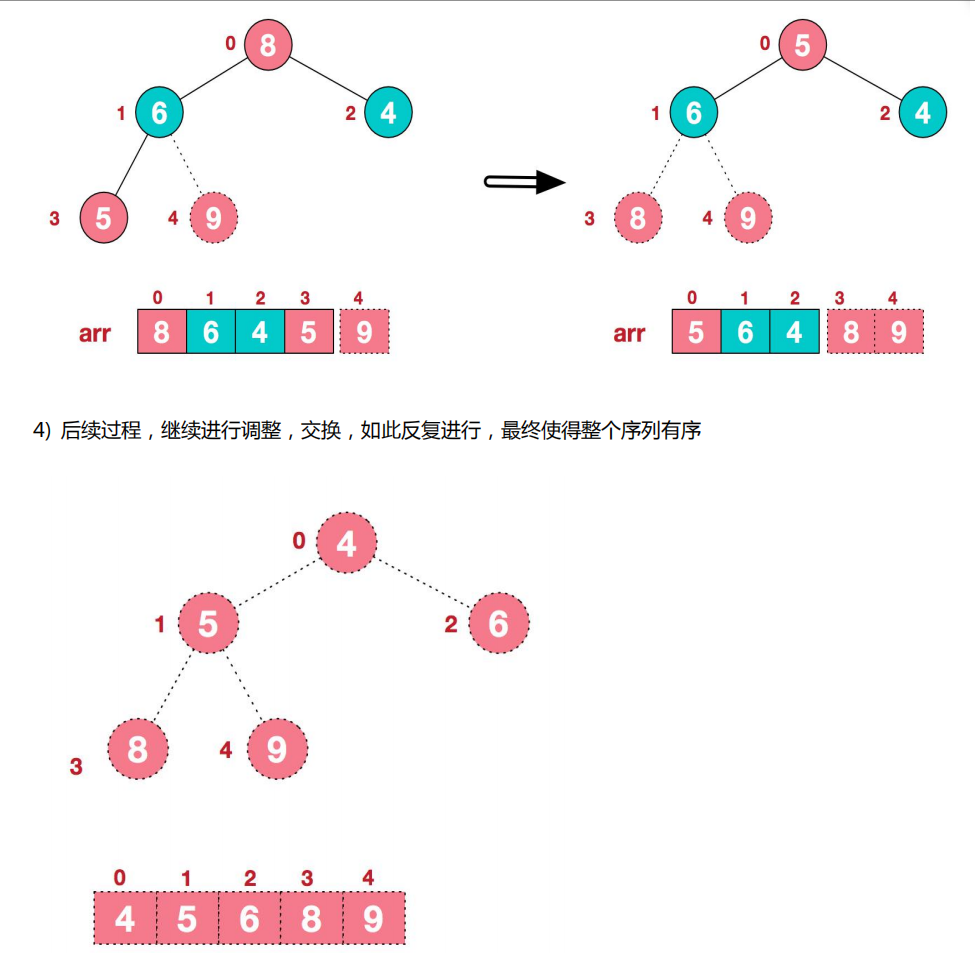 0 8 0 5
1 6 2 4 1 6 2 4
3 5 4 9 3 8 4 9
0 1 2 3 4 0 1 2 3 4
arr 8 6 4 5 9 arr 5 6 4 8 9
4) 后续过程，继续进行调整，交换，如此反复进行，最终使得整个序列有序
0 4
1 5 2 6
3 8 4 9
0 1 2 3 4
4 5 6 8 9